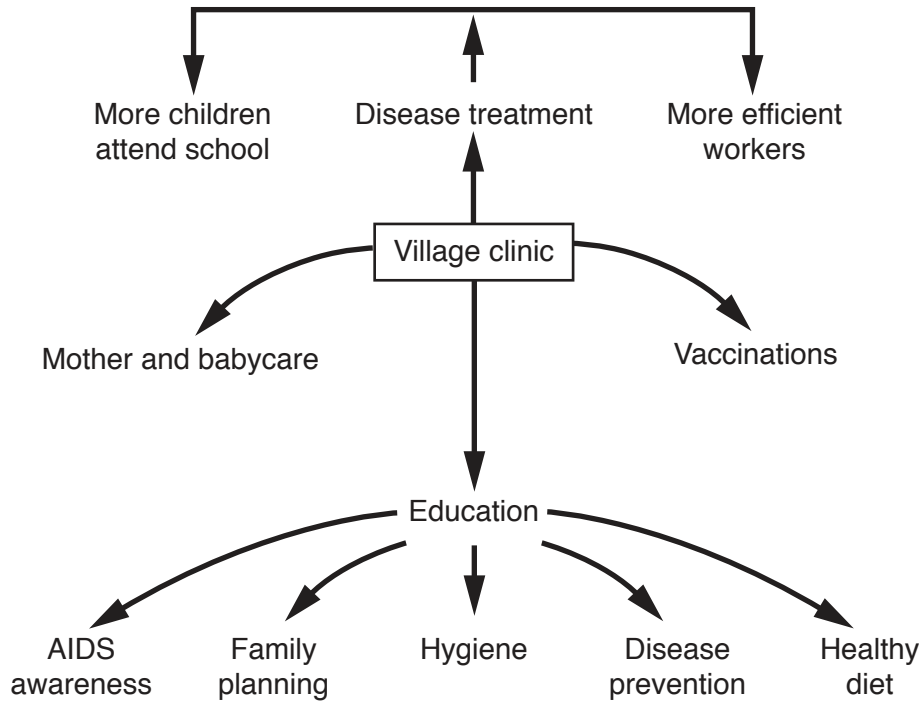 More children
attend school
Disease treatment
More efficient
workers
Village clinic
Mother and babycare
Vaccinations
Education
AIDS
awareness
Family
planning
Hygiene
Disease
prevention
Healthy
diet